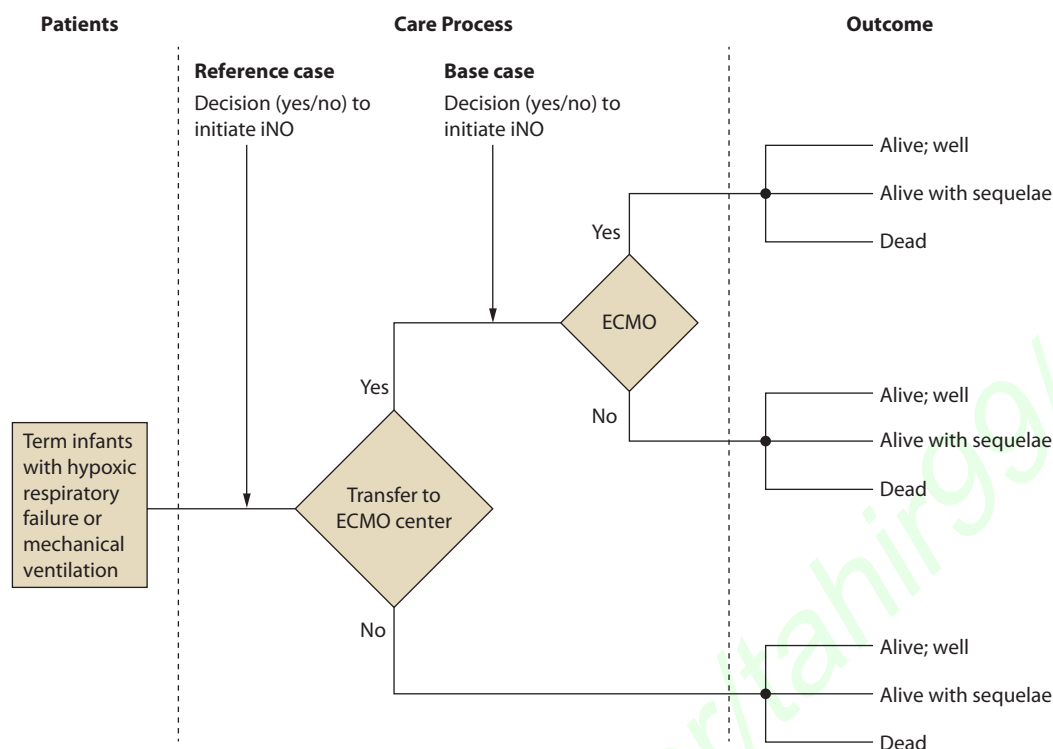 Patients
Care Process
Outcome
Reference case
Decision (yes/no) to
initiate iNO
Base case
Decision (yes/no) to
initiate iNO
Alive; well
Alive with sequelae
Dead
Yes
ECMO
No
Alive; well
Alive with sequelae
Dead
Yes
Term infants
with hypoxic
respiratory
failure or
mechanical
ventilation
Transfer to
ECMO center
No
Alive; well
Alive with sequelae
Dead
r/tahir99/